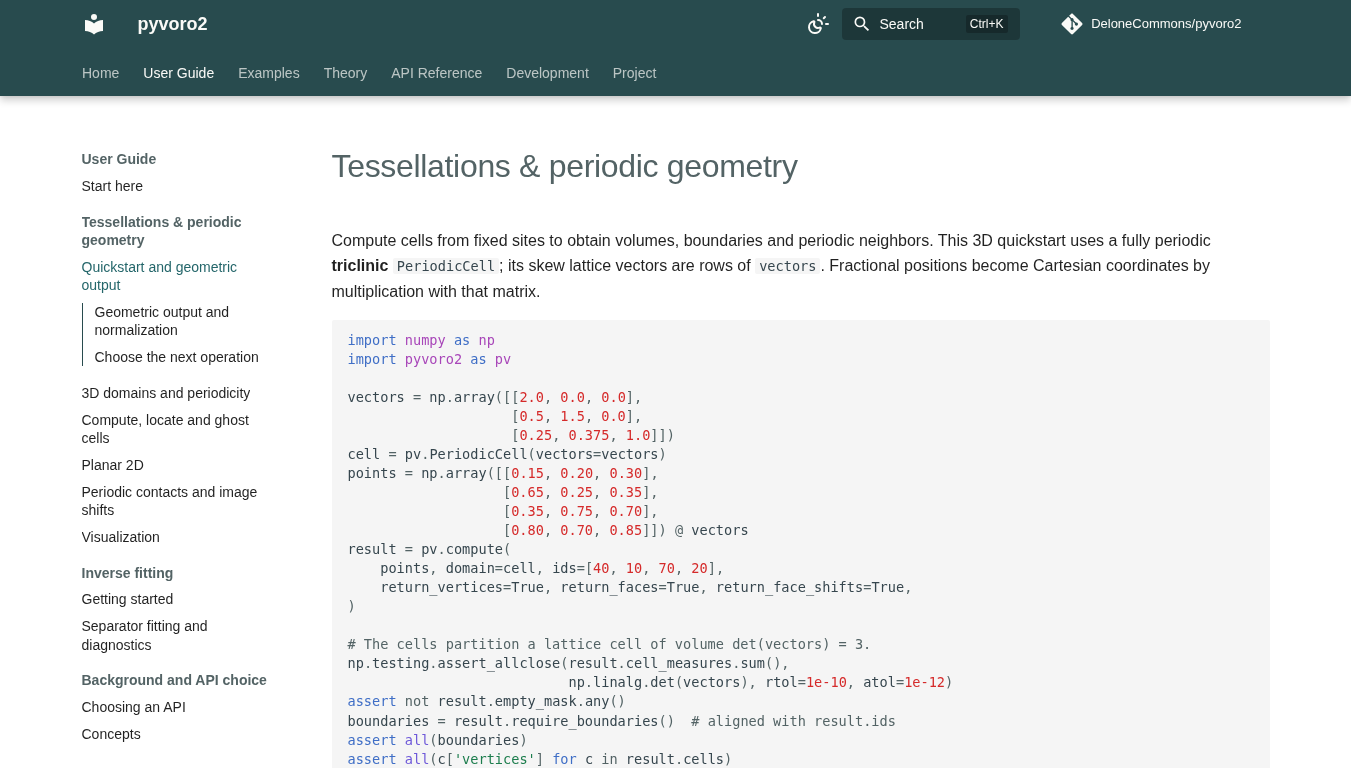 pyvoro2
Search Ctrl+K
DeloneCommons/pyvoro2
Home User Guide Examples Theory API Reference Development Project
User Guide
Start here
Tessellations & periodic
geometry
Quickstart and geometric
output
Geometric output and
normalization
Choose the next operation
3D domains and periodicity
Compute, locate and ghost
cells
Planar 2D
Periodic contacts and image
shifts
Visualization
Inverse fitting
Getting started
Separator fitting and
diagnostics
Background and API choice
Choosing an API
Concepts
Tessellations & periodic geometry
Compute cells from fixed sites to obtain volumes, boundaries and periodic neighbors. This 3D quickstart uses a fully periodic
triclinic PeriodicCell; its skew lattice vectors are rows of vectors. Fractional positions become Cartesian coordinates by
multiplication with that matrix.
import numpy as np
import pyvoro2 as pv
vectors = np.array([[2.0, 0.0, 0.0],
                    [0.5, 1.5, 0.0],
                    [0.25, 0.375, 1.0]])
cell = pv.PeriodicCell(vectors=vectors)
points = np.array([[0.15, 0.20, 0.30],
                   [0.65, 0.25, 0.35],
                   [0.35, 0.75, 0.70],
                   [0.80, 0.70, 0.85]]) @ vectors
result = pv.compute(
    points, domain=cell, ids=[40, 10, 70, 20],
    return_vertices=True, return_faces=True, return_face_shifts=True,
)
# The cells partition a lattice cell of volume det(vectors) = 3.
np.testing.assert_allclose(result.cell_measures.sum(),
                           np.linalg.det(vectors), rtol=1e-10, atol=1e-12)
assert not result.empty_mask.any()
boundaries = result.require_boundaries()  # aligned with result.ids
assert all(boundaries)
assert all(c['vertices'] for c in result.cells)